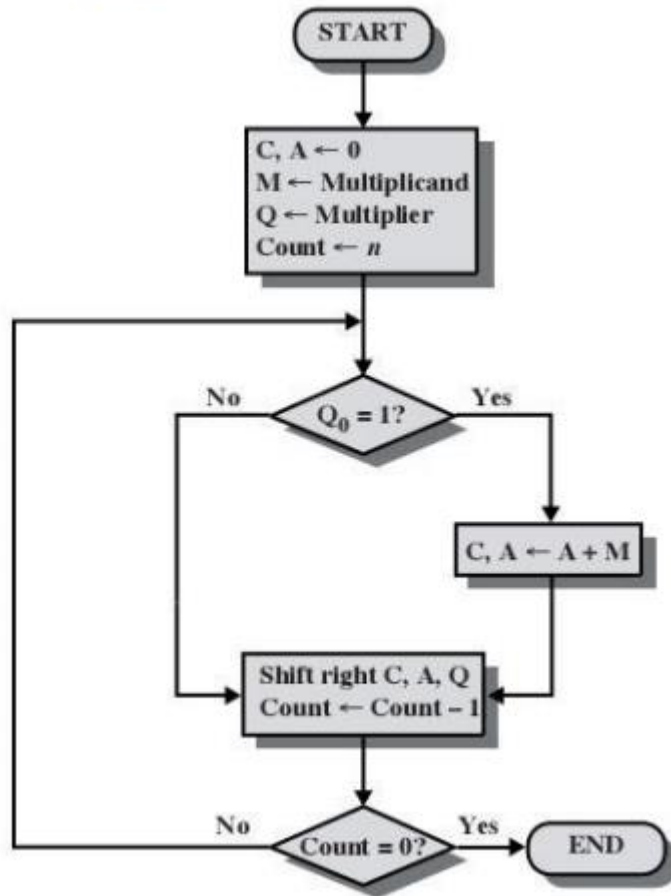 START
C, A ← 0
M ← Multiplicand
Q ← Multiplier
Count ← n
No
Q₀ = 1?
Yes
C, A ← A + M
Shift right C, A, Q
Count ← Count – 1
No
Count = 0?
Yes
END